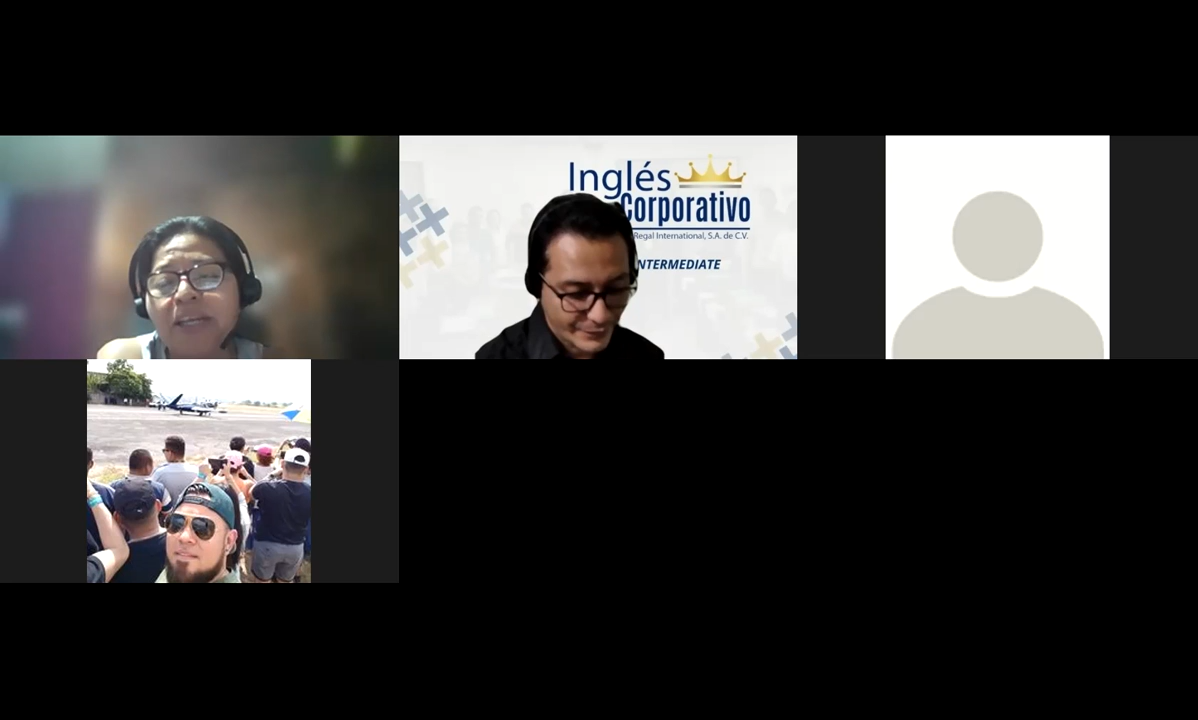 Inglés
Corporativo
Regal International, S.A. de C.V.
INTERMEDIATE